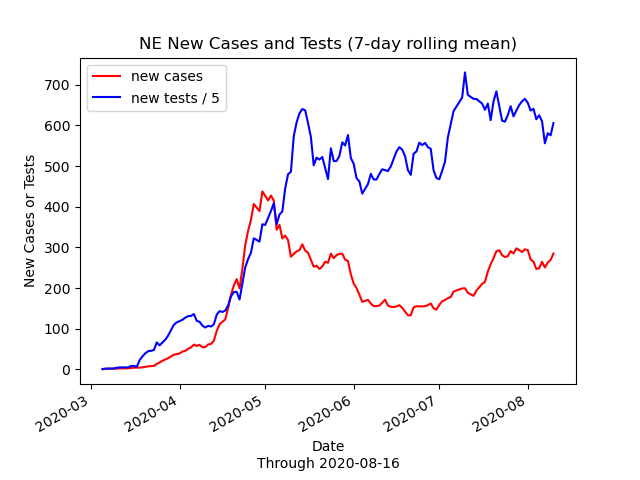 NE New Cases and Tests (7-day rolling mean)
new cases
new tests / 5
New Cases or Tests
700
600
500
400
300
200
100
0
2020-03
2020-04
2020-05
2020-06
2020-07
2020-08
Date
Through 2020-08-16